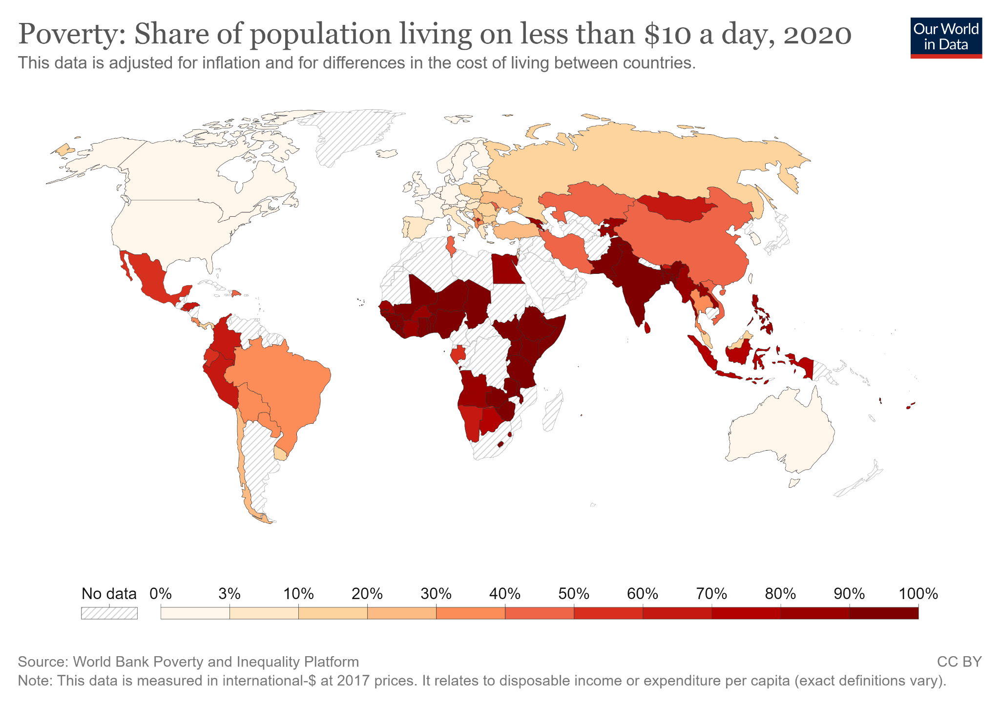 Poverty: Share of population living on less than $10 a day, 2020
This data is adjusted for inflation and for differences in the cost of living between countries.
Our World
in Data
No data 0% 3% 10% 20% 30% 40% 50% 60% 70% 80% 90% 100%
Source: World Bank Poverty and Inequality Platform
CC BY
Note: This data is measured in international-$ at 2017 prices. It relates to disposable income or expenditure per capita (exact definitions vary).